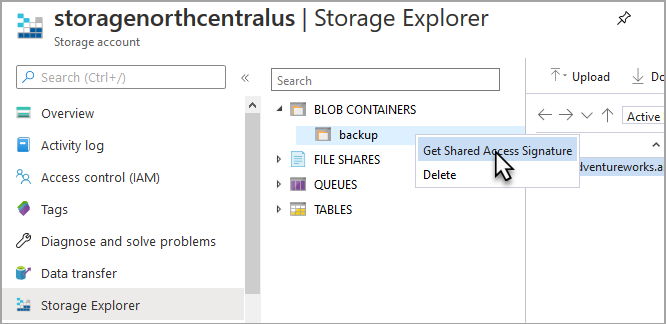 storagenorthcentralus | Storage Explorer
Storage account
Search (Ctrl+/)
«
Overview
Activity log
Access control (IAM)
Tags
Diagnose and solve problems
Data transfer
Storage Explorer
Search
BLOB CONTAINERS
backup
FILE SHARES
QUEUES
TABLES
Get Shared Access Signature
Delete
Upload
Do
Active
dventureworks.a